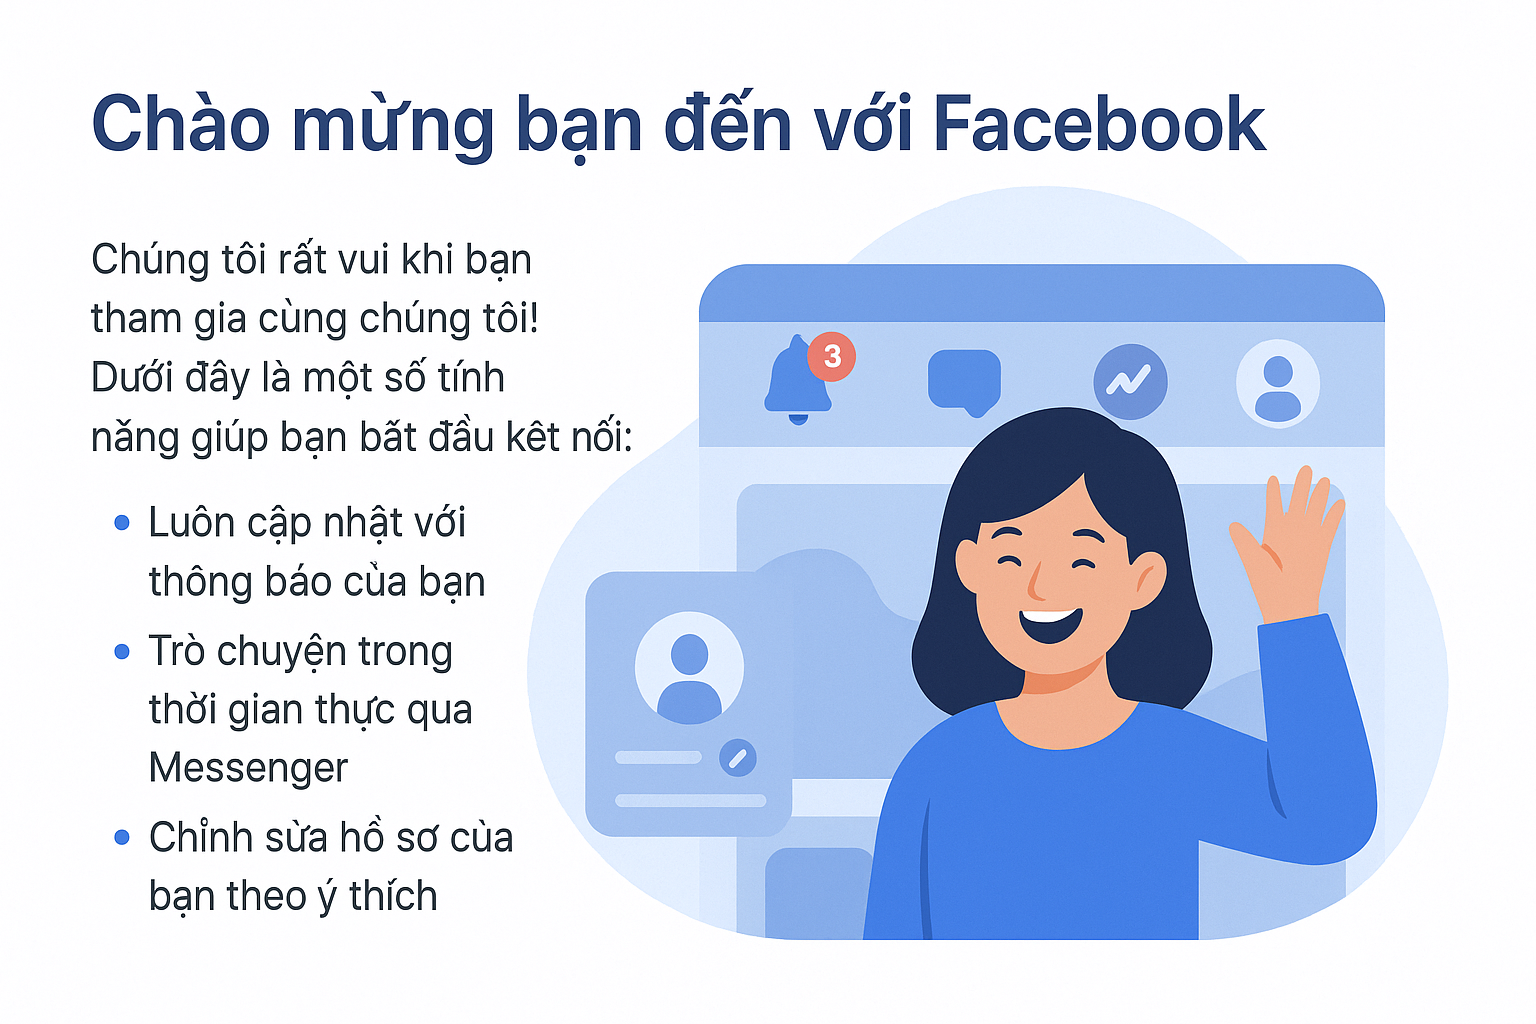 Chào mừng bạn đến với Facebook
Chúng tôi rất vui khi bạn
tham gia cùng chúng tôi!
Dưới đây là một số tính
năng giúp bạn bắt đầu kêt nối:
• Luôn cập nhật với
thông báo của bạn
• Trò chuyện trong
thời gian thực qua
Messenger
• Chỉnh sửa hồ sơ của
bạn theo ý thích
3